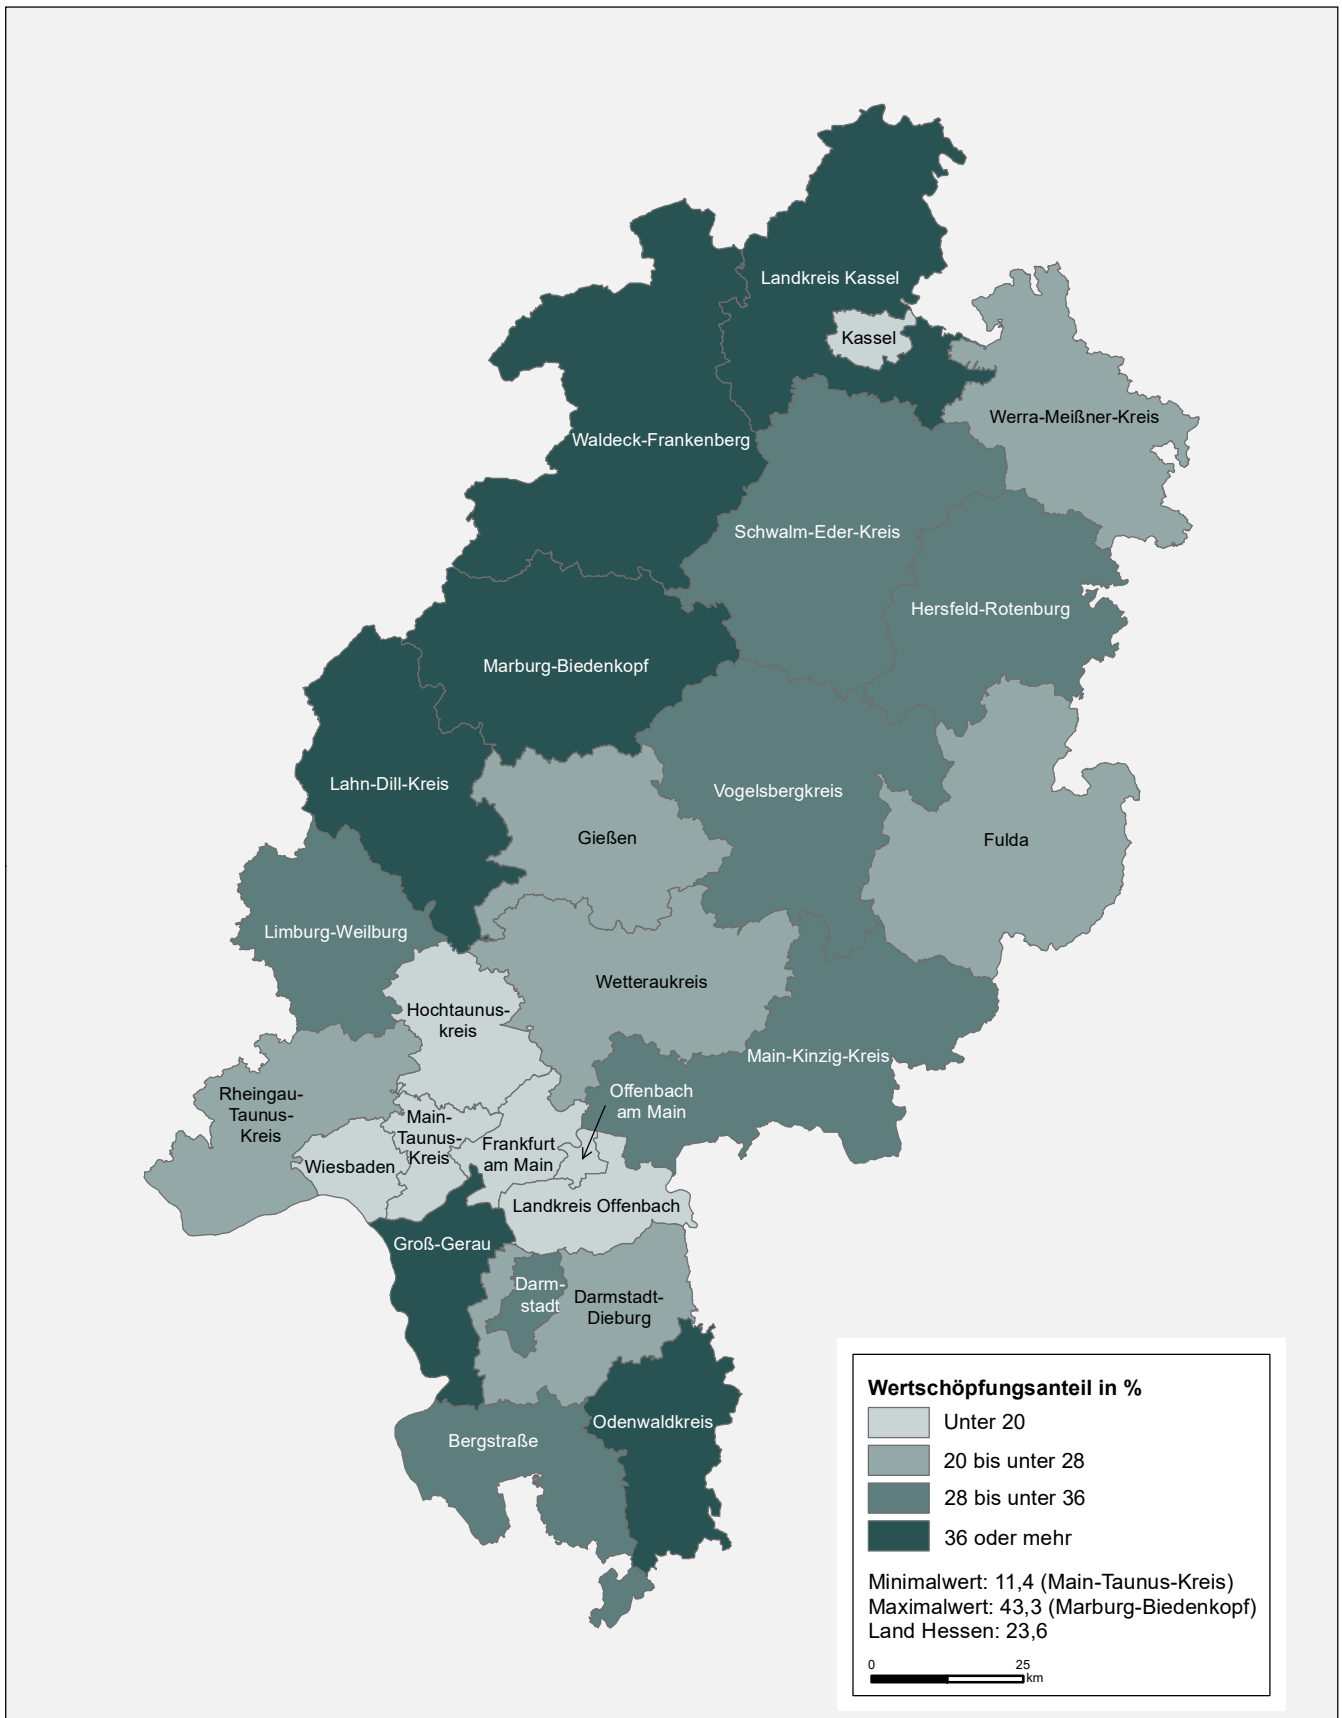 Landkreis Kassel
Kassel
Werra-Meißner-Kreis
Waldeck-Frankenberg
Schwalm-Eder-Kreis
Hersfeld-Rotenburg
Marburg-Biedenkopf
Lahn-Dill-Kreis
Vogelsbergkreis
Gießen
Fulda
Limburg-Weilburg
Wetteraukreis
Hochtaunus-
kreis
Main-Kinzig-Kreis
Rheingau-
Taunus-
Kreis
Offenbach
am Main
Main-
Taunus-
Kreis
Frankfurt
am Main
Wiesbaden
Landkreis Offenbach
Groß-Gerau
Darm-
stadt
Darmstadt-
Dieburg
Odenwaldkreis
Bergstraße
Wertschöpfungsanteil in %
Unter 20
20 bis unter 28
28 bis unter 36
36 oder mehr
Minimalwert: 11,4 (Main-Taunus-Kreis)
Maximalwert: 43,3 (Marburg-Biedenkopf)
Land Hessen: 23,6
0 25
km